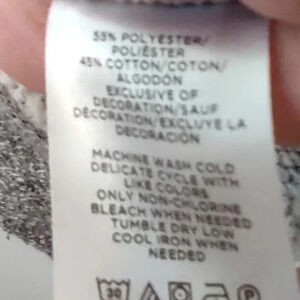 55% POLYESTER/
POLIÉSTER
45% COTTON/COTON/
ALGODÓN
EXCLUSIVE OF
DECORATION/SAUF
DÉCORATION/EXCLUYE LA
DECORACIÓN
MACHINE WASH COLD
DELICATE CYCLE WITH
LIKE COLORS
ONLY NON-CHLORINE
BLEACH WHEN NEEDED
TUMBLE DRY LOW
COOL IRON WHEN
NEEDED
30